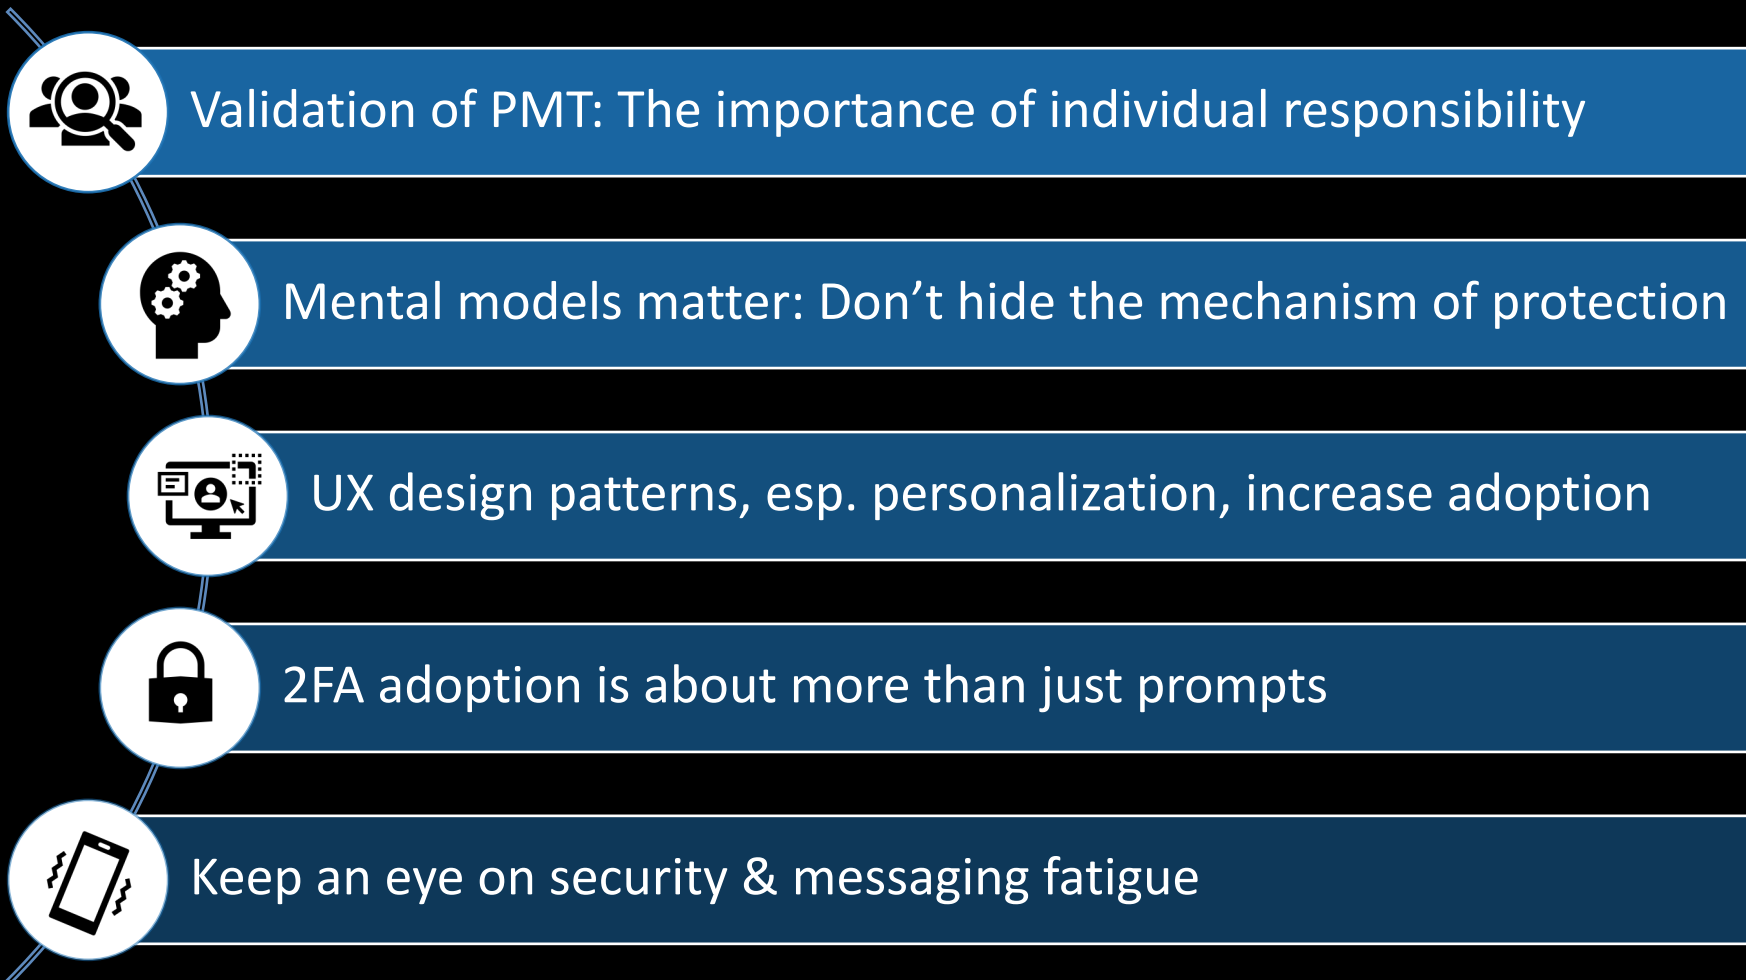 Validation of PMT: The importance of individual responsibility
Mental models matter: Don’t hide the mechanism of protection
UX design patterns, esp. personalization, increase adoption
2FA adoption is about more than just prompts
Keep an eye on security & messaging fatigue